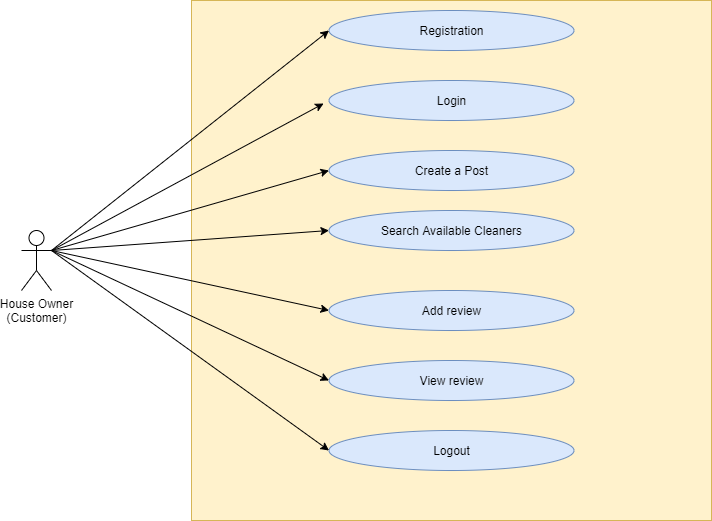 Registration
Login
Create a Post
Search Available Cleaners
House Owner
(Customer)
Add review
View review
Logout